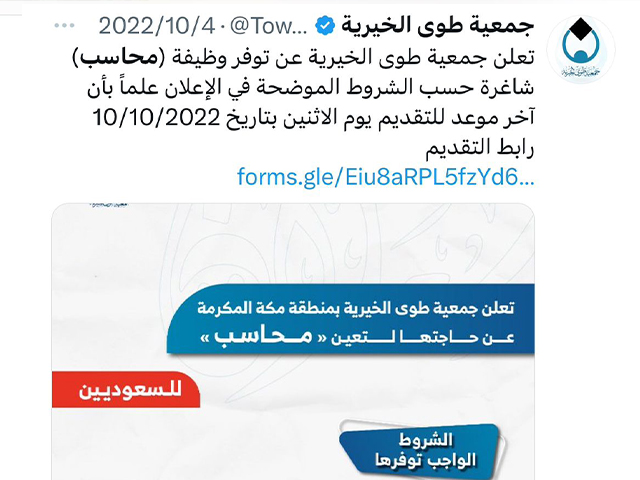 جمعية طوى الخيرية @Tow... · 2022/10/4
تعلن جمعية طوى الخيرية عن توفر وظيفة (محاسب)
شاغرة حسب الشروط الموضحة في الإعلان علماً بأن
آخر موعد للتقديم يوم الاثنين بتاريخ 10/10/2022
رابط التقديم
forms.gle/Eiu8aRPL5fzYd6...
تعلن جمعية طوى الخيرية بمنطقة مكة المكرمة
عن حاجتها لتعين « محاسب »
للسعوديين
الشروط
الواجب توفرها